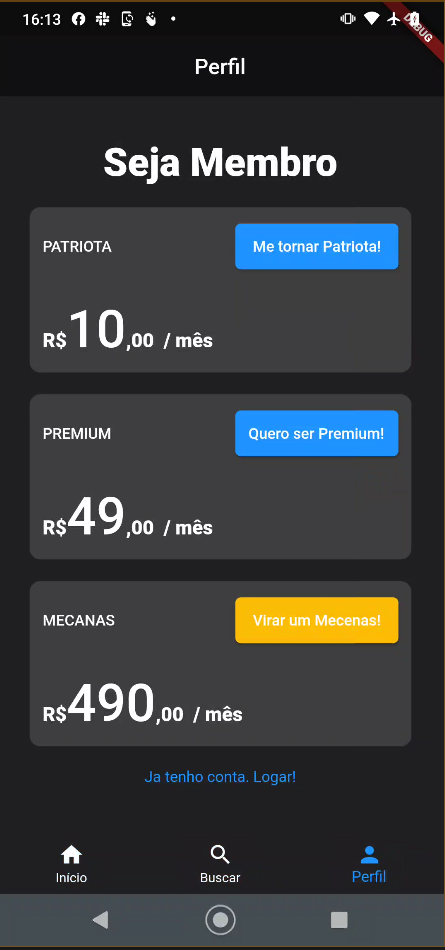 16:13
DEBUG
Perfil
Seja Membro
PATRIOTA
Me tornar Patriota!
R$10,00 / mês
PREMIUM
Quero ser Premium!
R$49,00 / mês
MECANAS
Virar um Mecenas!
R$490,00 / mês
Ja tenho conta. Logar!
Início
Buscar
Perfil